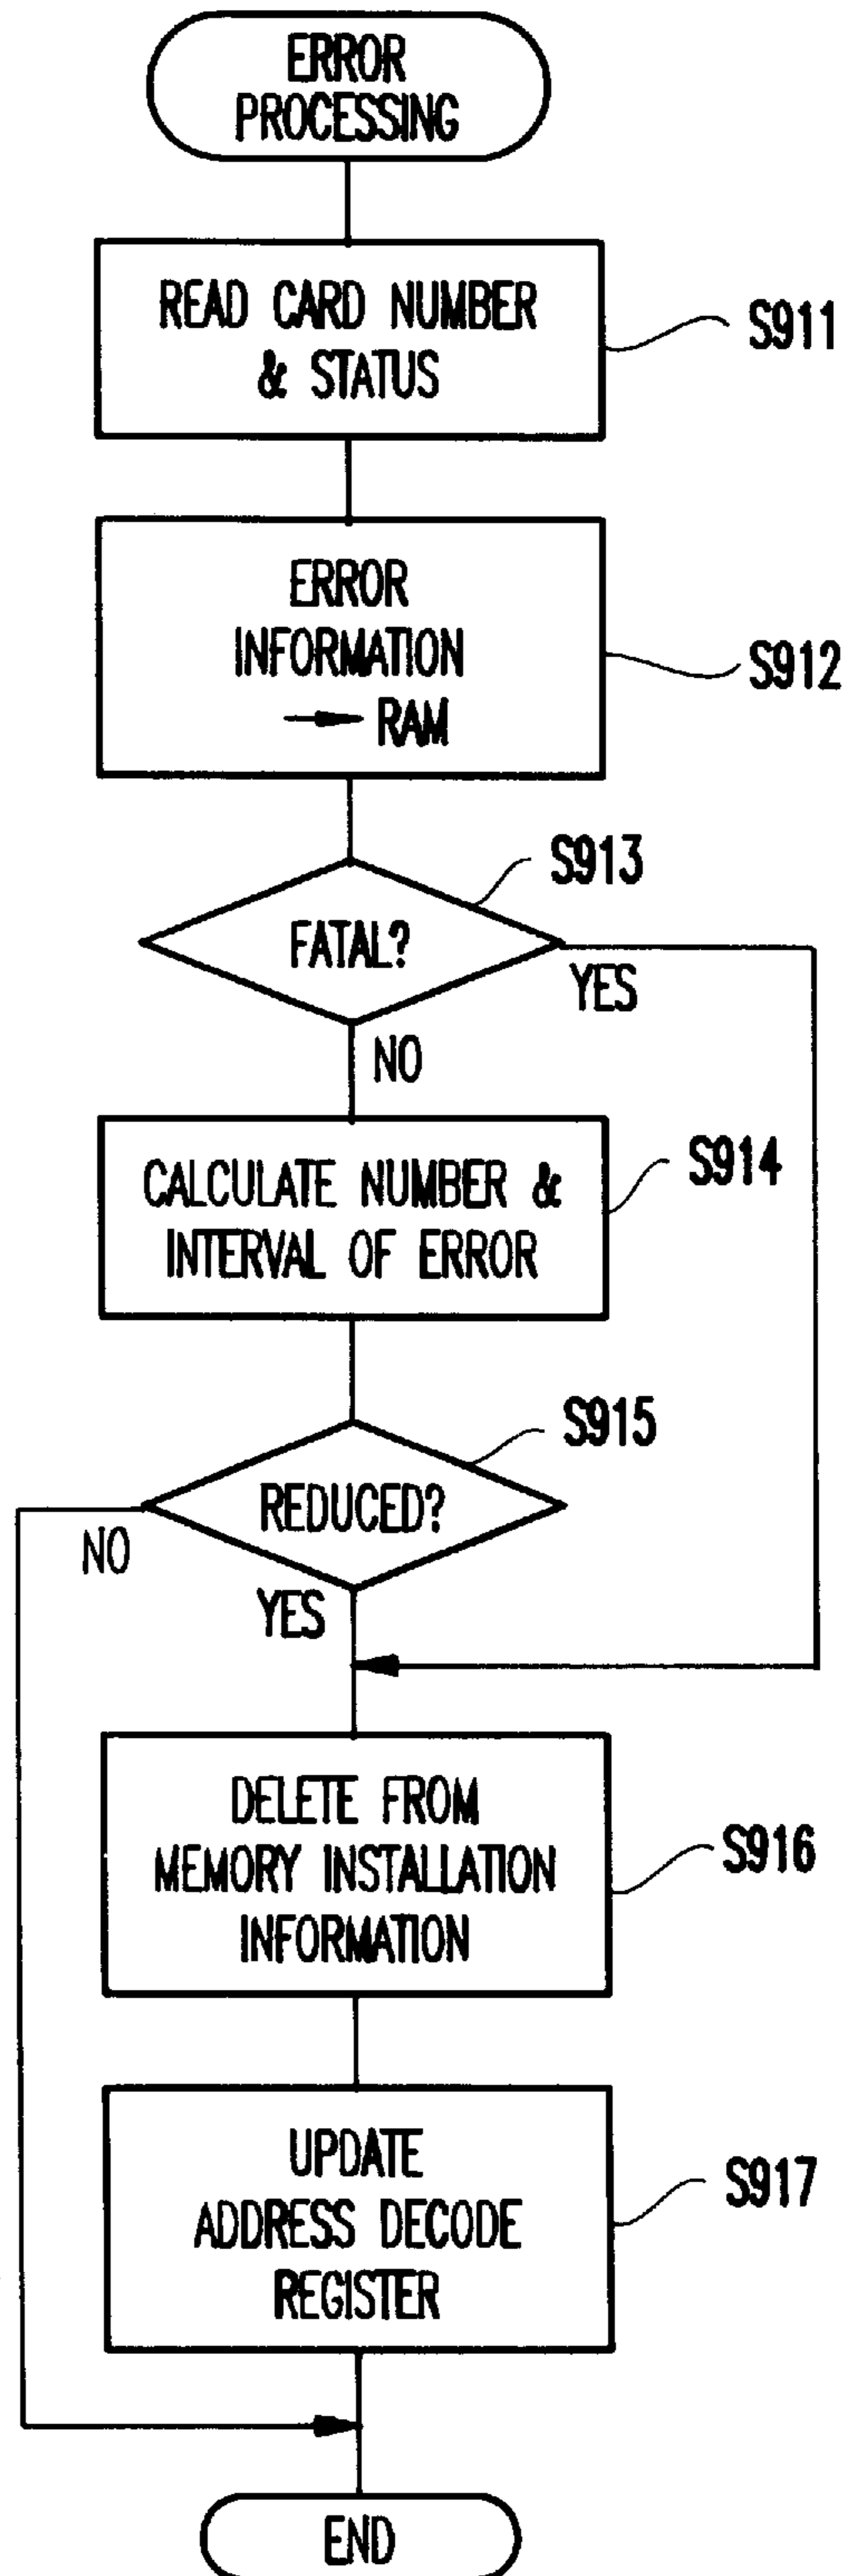 ERROR
PROCESSING
READ CARD NUMBER
& STATUS
S911
ERROR
INFORMATION
→ RAM
S912
S913
FATAL?
YES
NO
CALCULATE NUMBER &
INTERVAL OF ERROR
S914
S915
REDUCED?
NO
YES
DELETE FROM
MEMORY INSTALLATION
INFORMATION
S916
UPDATE
ADDRESS DECODE
REGISTER
S917
END